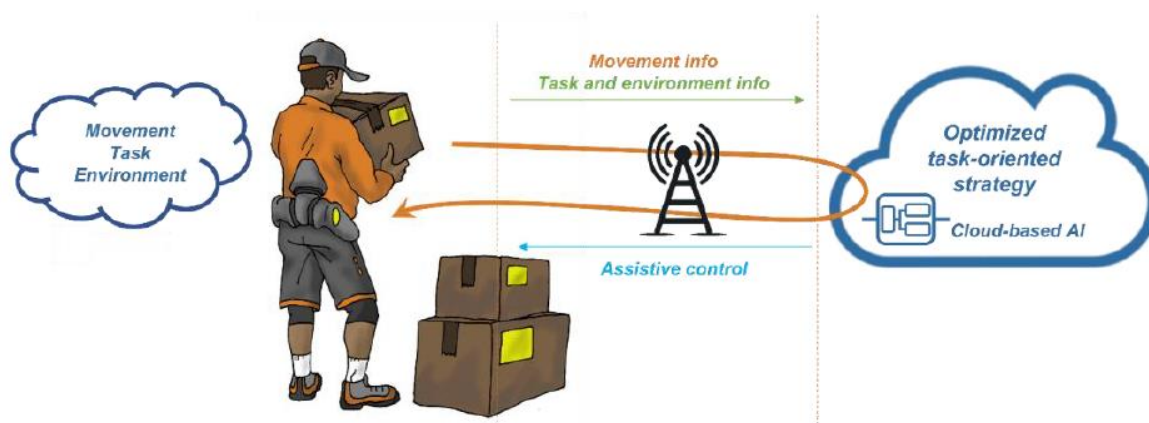 Movement
Task
Environment
Movement info
Task and environment info
Assistive control
Optimized
task-oriented
strategy
Cloud-based AI